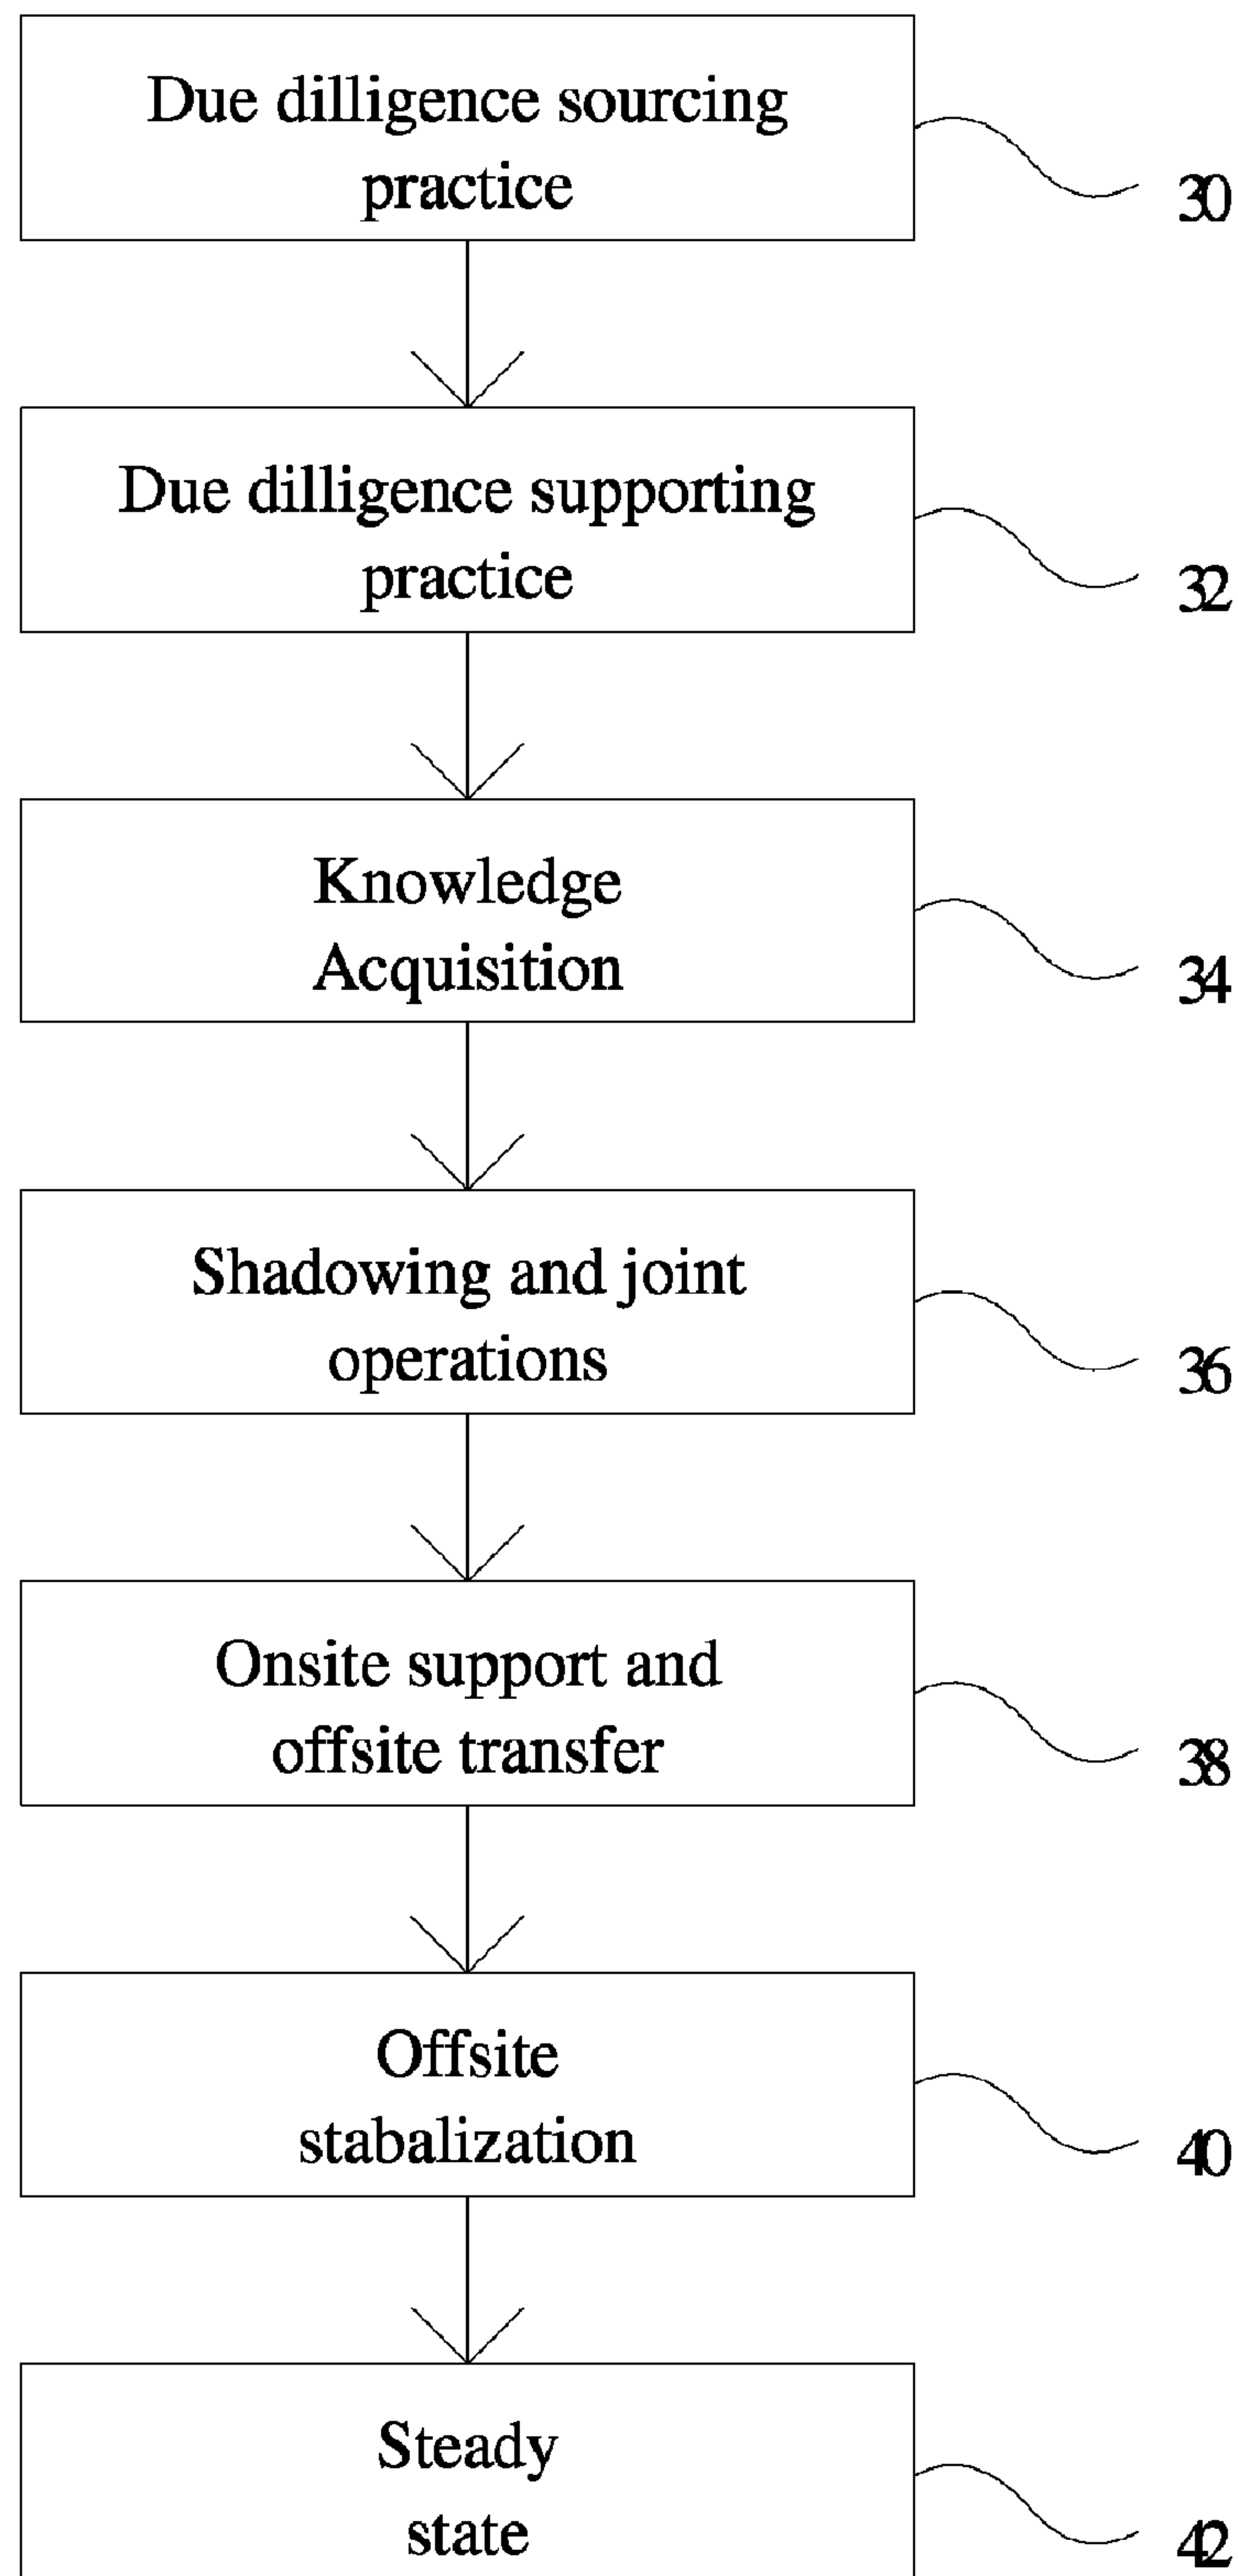 Due dilligence sourcing
practice
30
Due dilligence supporting
practice
32
Knowledge
Acquisition
34
Shadowing and joint
operations
36
Onsite support and
offsite transfer
38
Offsite
stabalization
40
Steady
state
42